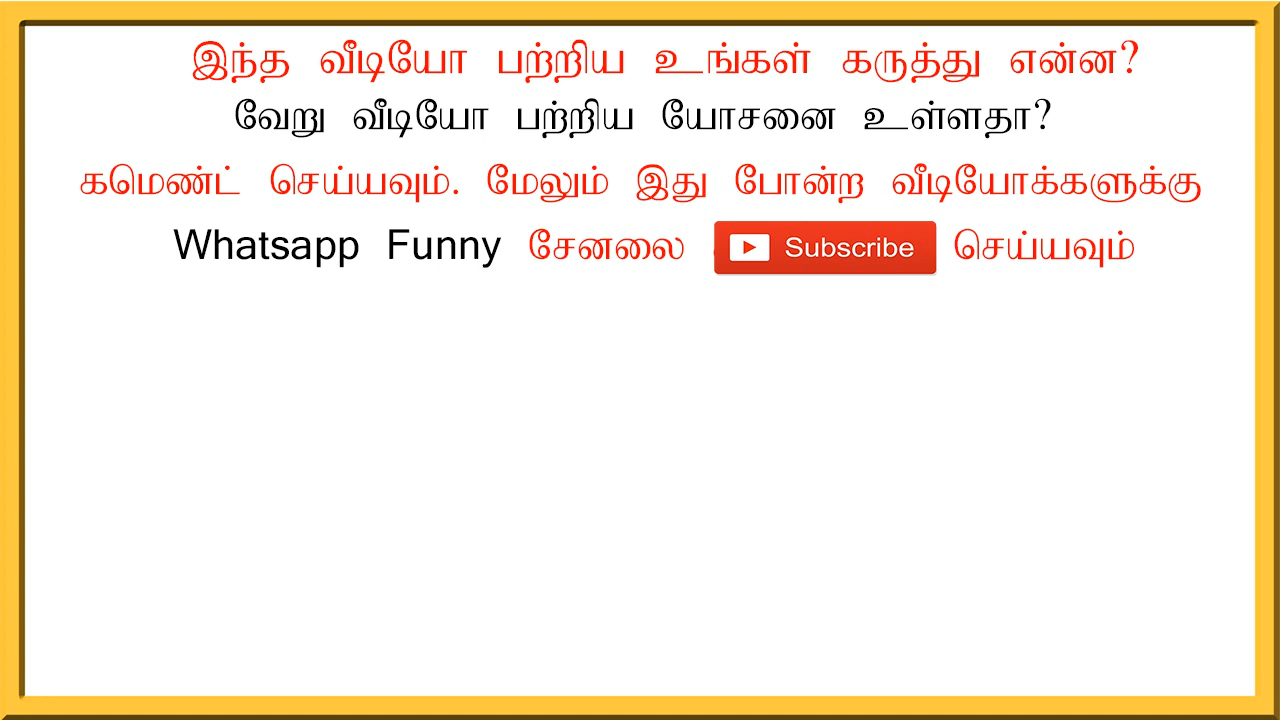 இந்த வீடியோ பற்றிய உங்கள் கருத்து என்ன?
வேறு வீடியோ பற்றிய யோசனை உள்ளதா?
கமெண்ட் செய்யவும். மேலும் இது போன்ற வீடியோக்களுக்கு
Whatsapp Funny சேனலை Subscribe செய்யவும்